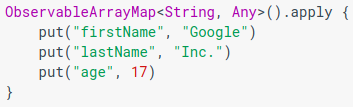 ObservableArrayMap<String, Any>().apply {
    put("firstName", "Google")
    put("lastName", "Inc.")
    put("age", 17)
}